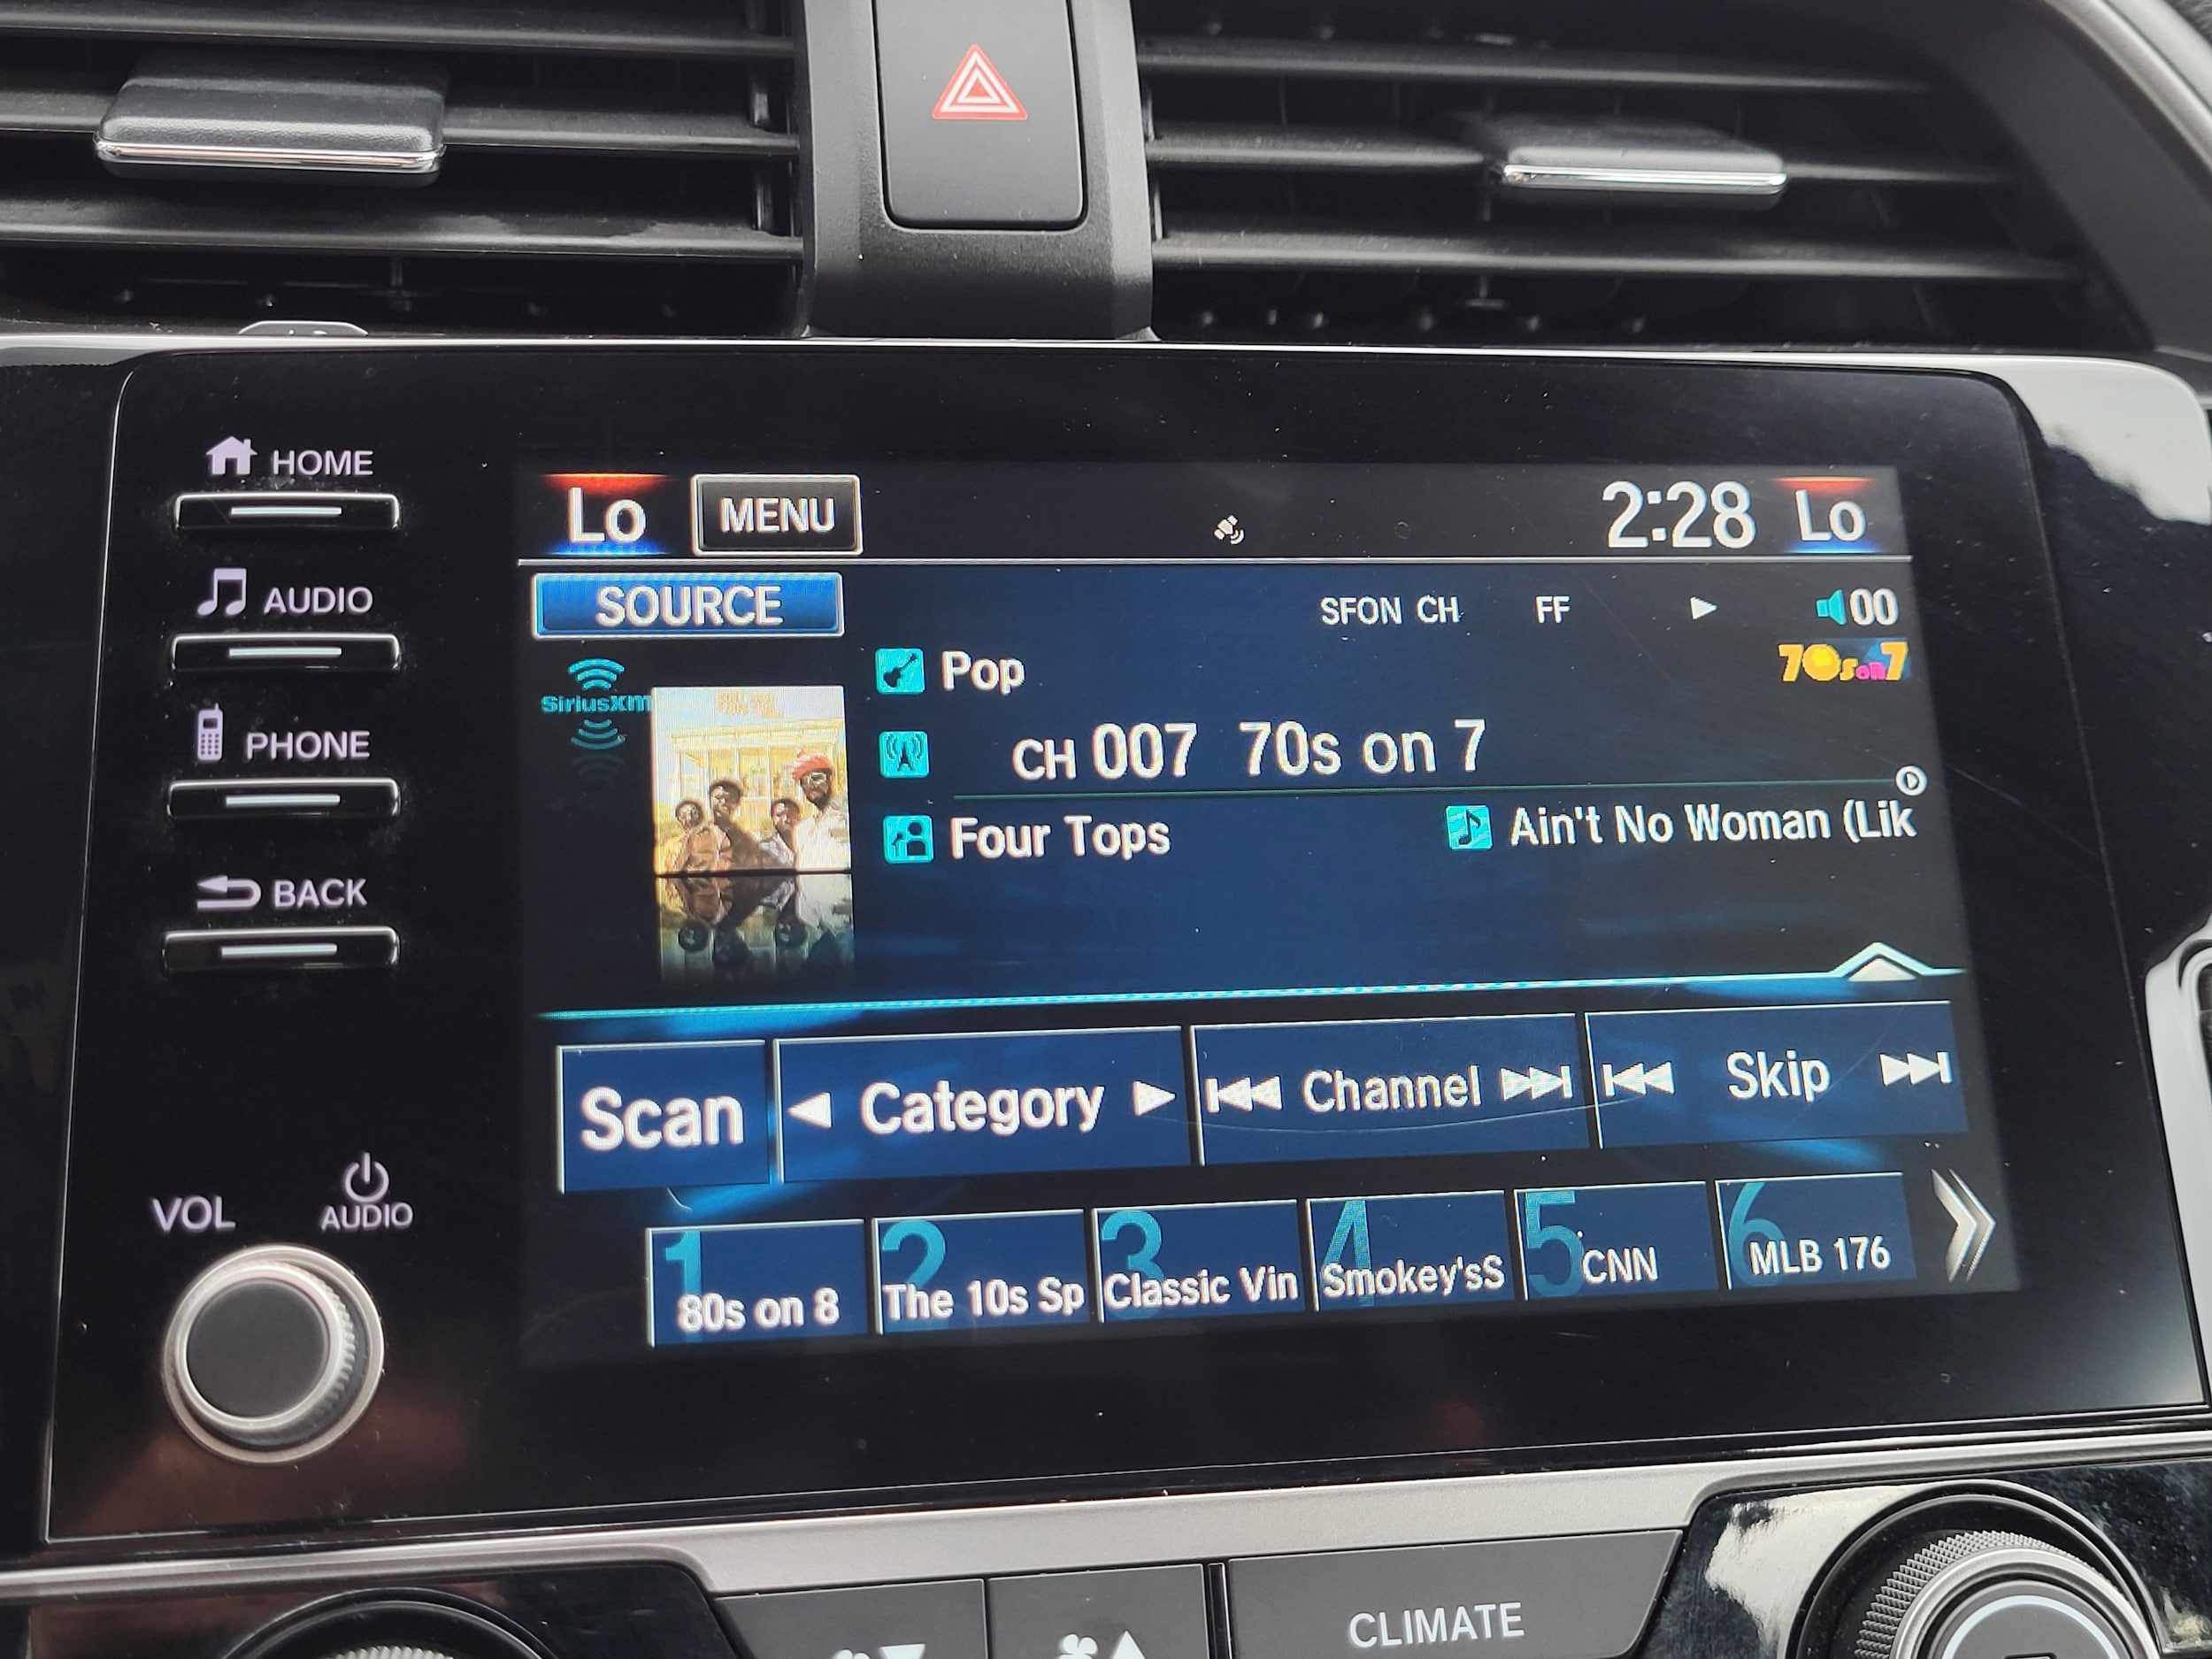 HOME
AUDIO
PHONE
BACK
VOL
AUDIO
Lo
MENU
2:28
Lo
SOURCE
SFON CH
FF
00
SiriusXM
Pop
70son7
CH 007 70s on 7
Four Tops
Ain't No Woman (Lik
Scan
Category
Channel
Skip
1
80s on 8
2
The 10s Sp
3
Classic Vin
4
Smokey'sS
5
CNN
6
MLB 176
CLIMATE